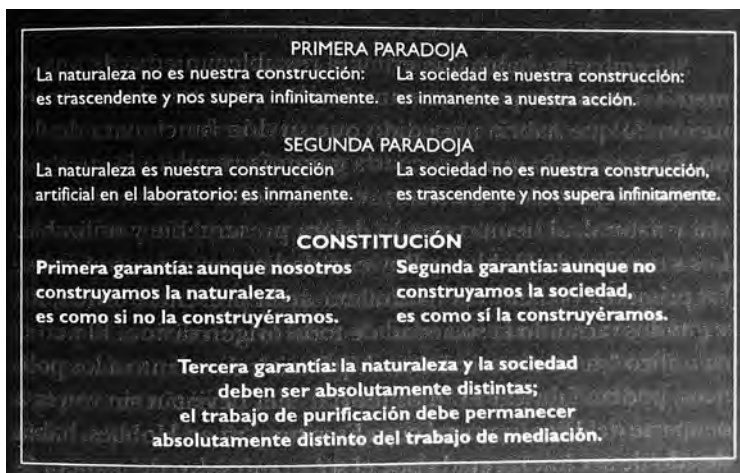 PRIMERA PARADOJA
La naturaleza no es nuestra construcción:
es trascendente y nos supera infinitamente.
La sociedad es nuestra construcción:
es inmanente a nuestra acción.
SEGUNDA PARADOJA
La naturaleza es nuestra construcción
artificial en el laboratorio: es inmanente.
La sociedad no es nuestra construcción,
es trascendente y nos supera infinitamente.
CONSTITUCiÓN
Primera garantía: aunque nosotros
construyamos la naturaleza,
es como si no la construyéramos.
Segunda garantía: aunque no
construyamos la sociedad,
es como sí la construyéramos.
Tercera garantía: la naturaleza y la sociedad
deben ser absolutamente distintas;
el trabajo de purificación debe permanecer
absolutamente distinto del trabajo de mediación.